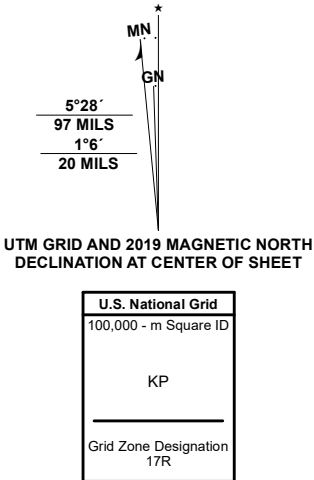 ★
MN
GN
5°28´
97 MILS
1°6´
20 MILS
UTM GRID AND 2019 MAGNETIC NORTH
DECLINATION AT CENTER OF SHEET
U.S. National Grid
100,000 - m Square ID
KP
Grid Zone Designation
17R